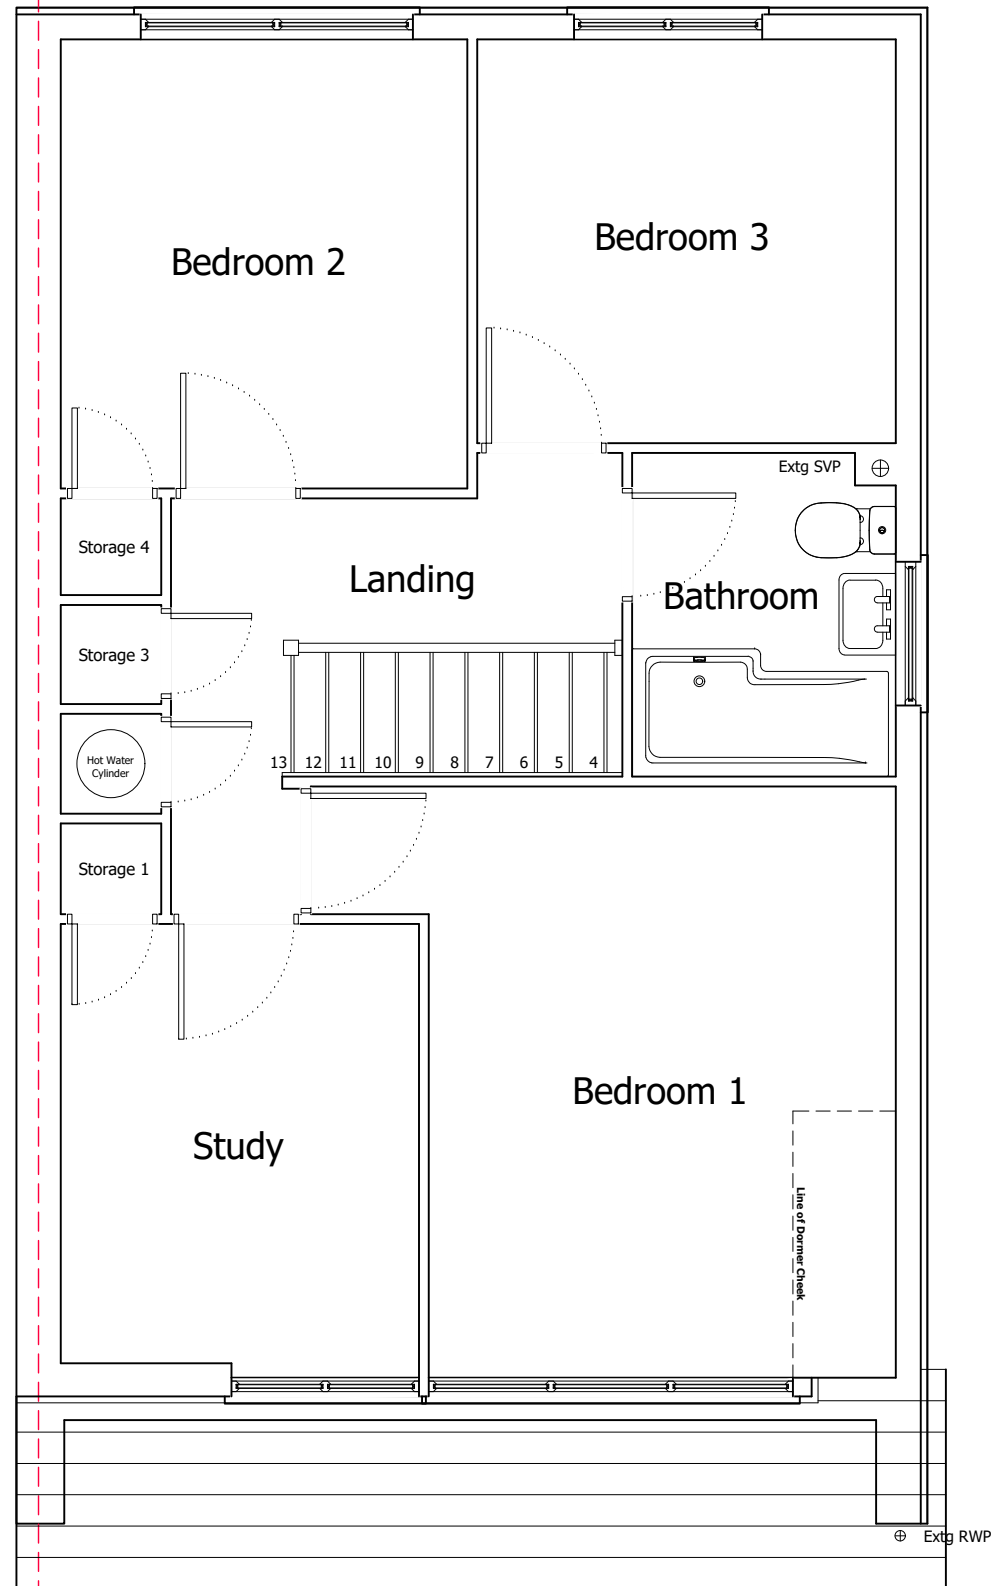 Bedroom 3
Bedroom 2
Extg SVP
Storage 4
Landing
Bathroom
Storage 3
Hot Water
Cylinder
13 12 11 10 9 8 7 6 5 4
Storage 1
Bedroom 1
Study
Line of Dormer Cheek
Extg RWP